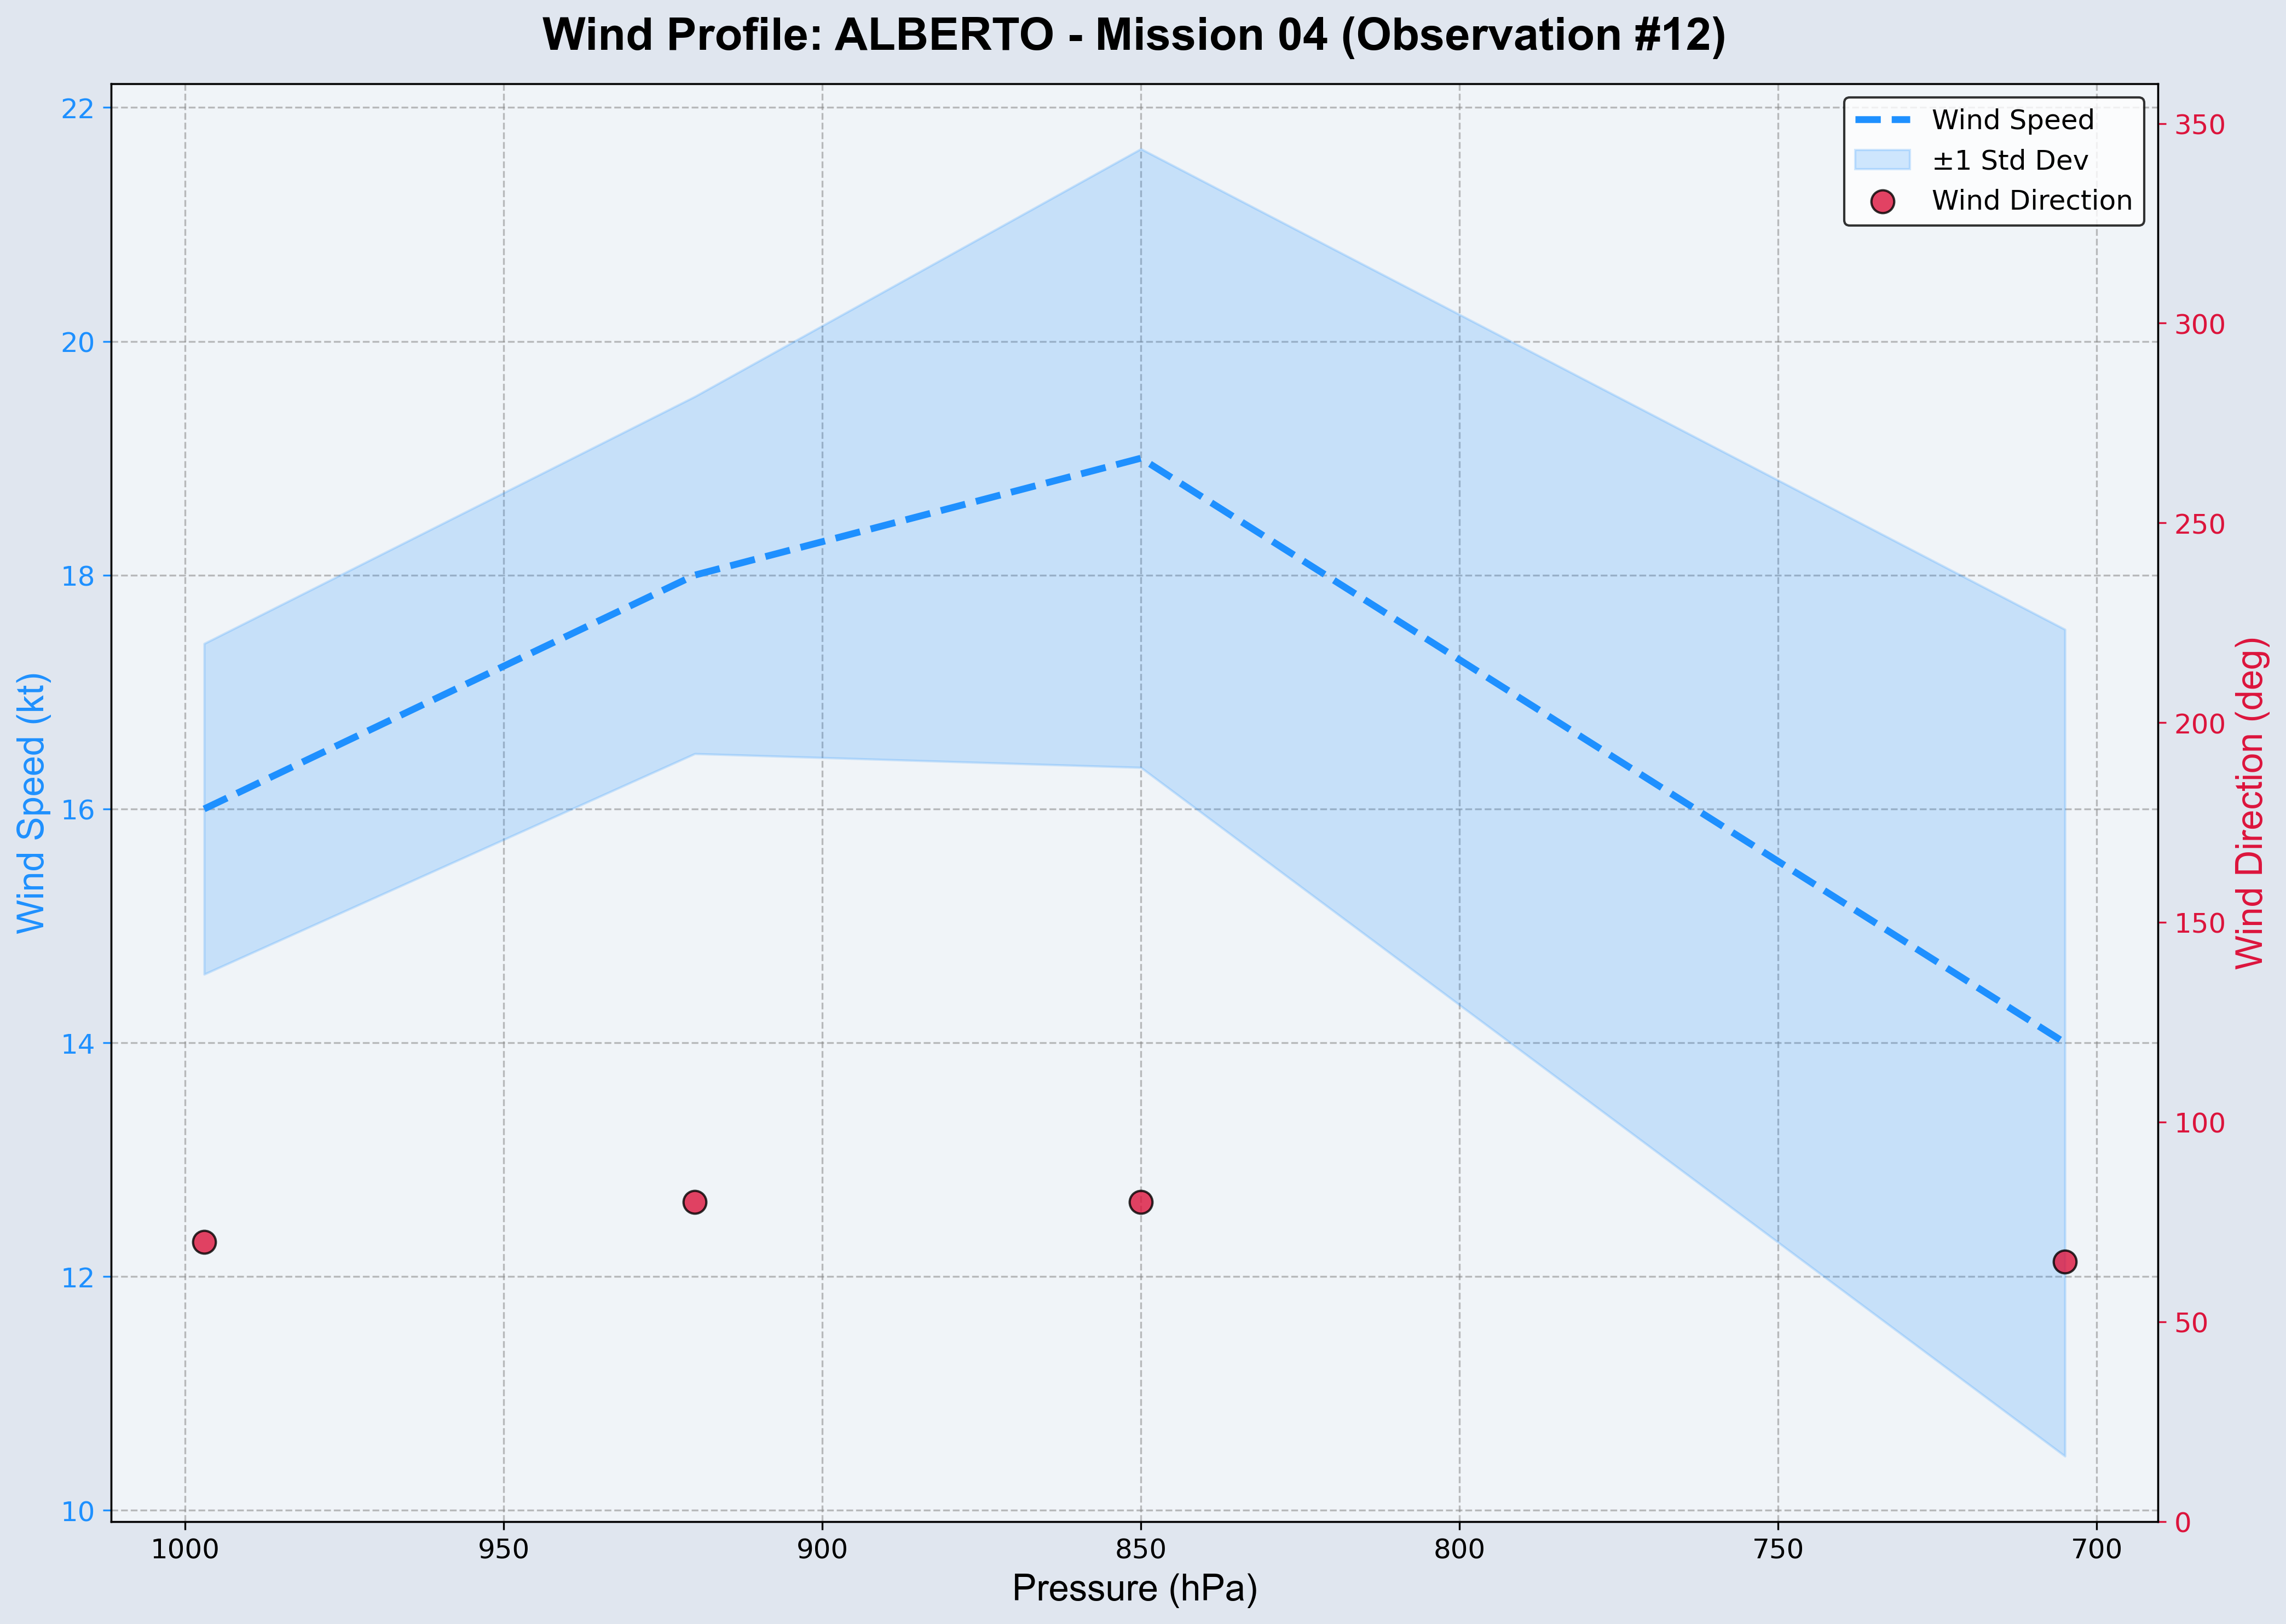 Wind Profile: ALBERTO - Mission 04 (Observation #12)
Wind Speed
±1 Std Dev
Wind Direction
22
20
18
16
14
12
10
Wind Speed (kt)
350
300
250
200
150
100
50
0
Wind Direction (deg)
1000 950 900 850 800 750 700
Pressure (hPa)